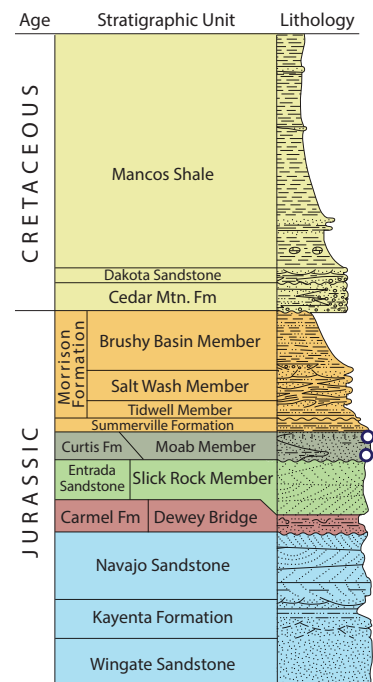 Age Stratigraphic Unit Lithology
CRETACEOUS
Mancos Shale
Dakota Sandstone
Cedar Mtn. Fm
JURASSIC
Morrison
Formation
Brushy Basin Member
Salt Wash Member
Tidwell Member
Summerville Formation
Curtis Fm Moab Member
Entrada
Sandstone
Slick Rock Member
Carmel Fm Dewey Bridge
Navajo Sandstone
Kayenta Formation
Wingate Sandstone